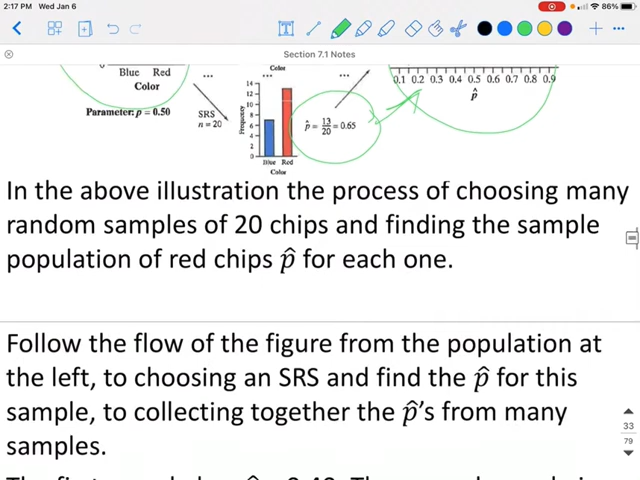 2:17 PM Wed Jan 6
86%
Section 7.1 Notes
Blue Red
Color
Parameter: p = 0.50
...
SRS
n = 20
Color
...
Frequency
14
12
10
8
6
4
2
0
Blue Red
Color
p̂ = 13/20 = 0.65
...
0.1 0.2 0.3 0.4 0.5 0.6 0.7 0.8 0.9
p̂
In the above illustration the process of choosing many
random samples of 20 chips and finding the sample
population of red chips p̂ for each one.
Follow the flow of the figure from the population at
the left, to choosing an SRS and find the p̂ for this
sample, to collecting together the p̂'s from many
samples.
33
79